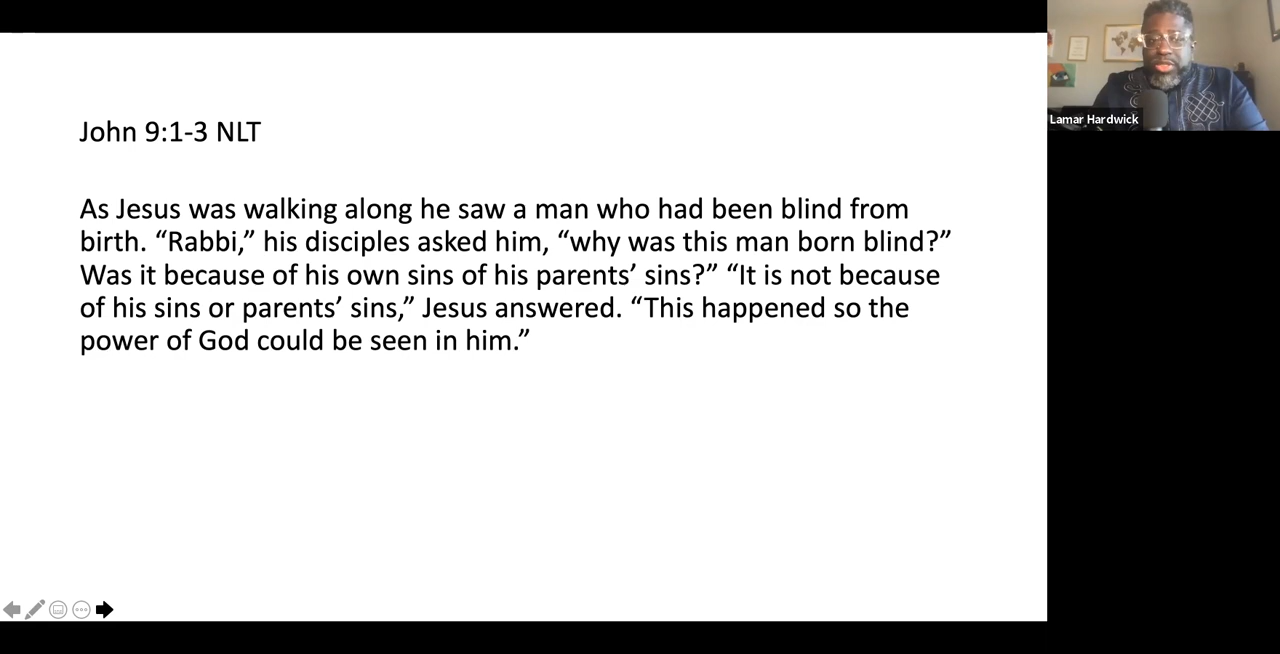 John 9:1-3 NLT
As Jesus was walking along he saw a man who had been blind from
birth. “Rabbi,” his disciples asked him, “why was this man born blind?”
Was it because of his own sins of his parents’ sins?” “It is not because
of his sins or parents’ sins,” Jesus answered. “This happened so the
power of God could be seen in him.”
Lamar Hardwick